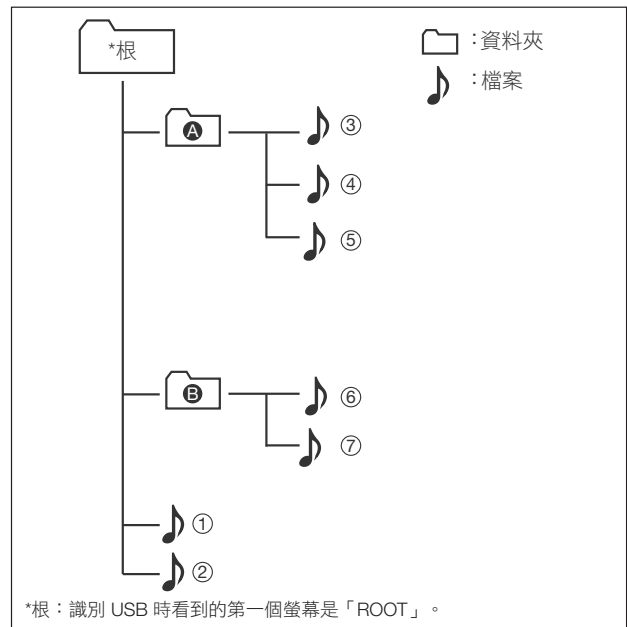 *根
:資料夾
:檔案
A
③
④
⑤
B
⑥
⑦
①
②
*根：識別 USB 時看到的第一個螢幕是「ROOT」。